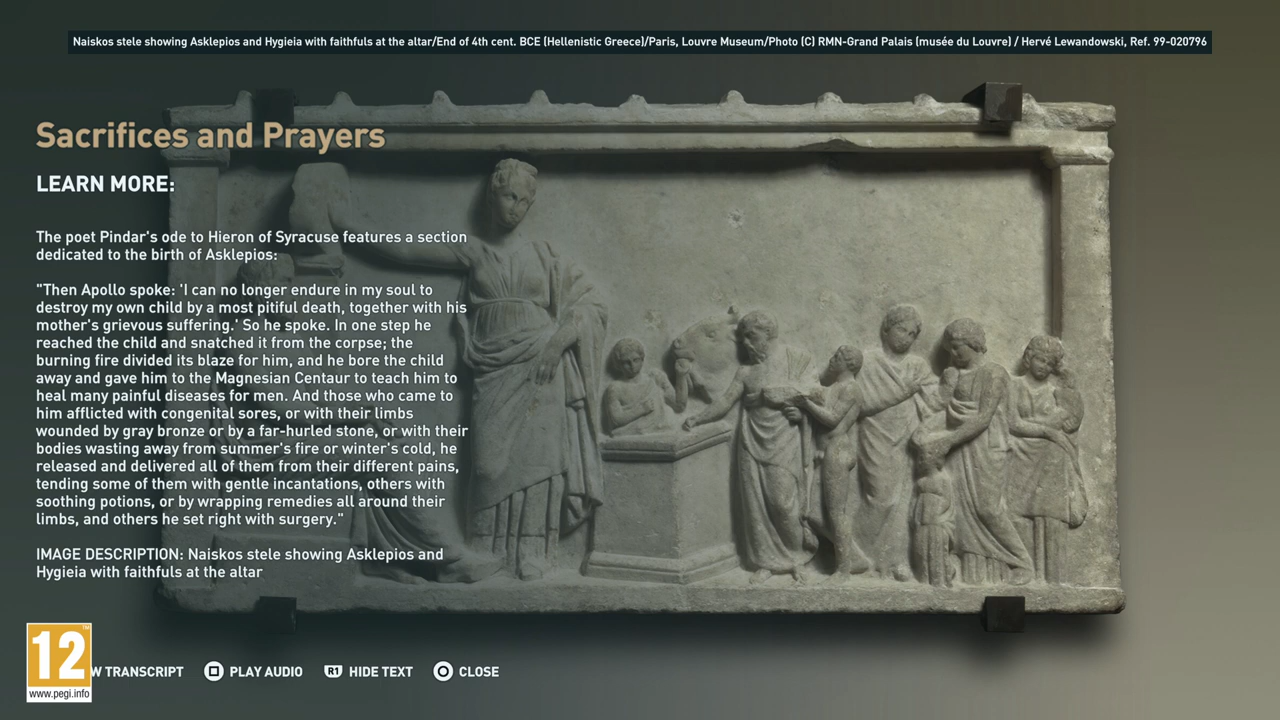 Naiskos stele showing Asklepios and Hygieia with faithfuls at the altar/End of 4th cent. BCE (Hellenistic Greece)/Paris, Louvre Museum/Photo (C) RMN-Grand Palais (musée du Louvre) / Hervé Lewandowski, Ref. 99-020796
Sacrifices and Prayers
LEARN MORE:
The poet Pindar's ode to Hieron of Syracuse features a section
dedicated to the birth of Asklepios:
"Then Apollo spoke: 'I can no longer endure in my soul to
destroy my own child by a most pitiful death, together with his
mother's grievous suffering.' So he spoke. In one step he
reached the child and snatched it from the corpse; the
burning fire divided its blaze for him, and he bore the child
away and gave him to the Magnesian Centaur to teach him to
heal many painful diseases for men. And those who came to
him afflicted with congenital sores, or with their limbs
wounded by gray bronze or by a far-hurled stone, or with their
bodies wasting away from summer's fire or winter's cold, he
released and delivered all of them from their different pains,
tending some of them with gentle incantations, others with
soothing potions, or by wrapping remedies all around their
limbs, and others he set right with surgery."
IMAGE DESCRIPTION: Naiskos stele showing Asklepios and
Hygieia with faithfuls at the altar
12 TM
www.pegi.info
W TRANSCRIPT PLAY AUDIO R1 HIDE TEXT CLOSE